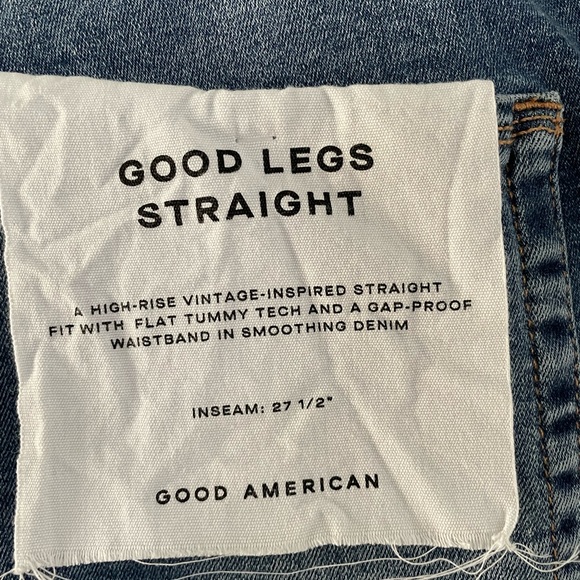 GOOD LEGS
STRAIGHT
A HIGH-RISE VINTAGE-INSPIRED STRAIGHT
FIT WITH FLAT TUMMY TECH AND A GAP-PROOF
WAISTBAND IN SMOOTHING DENIM
INSEAM: 27 1/2"
GOOD AMERICAN